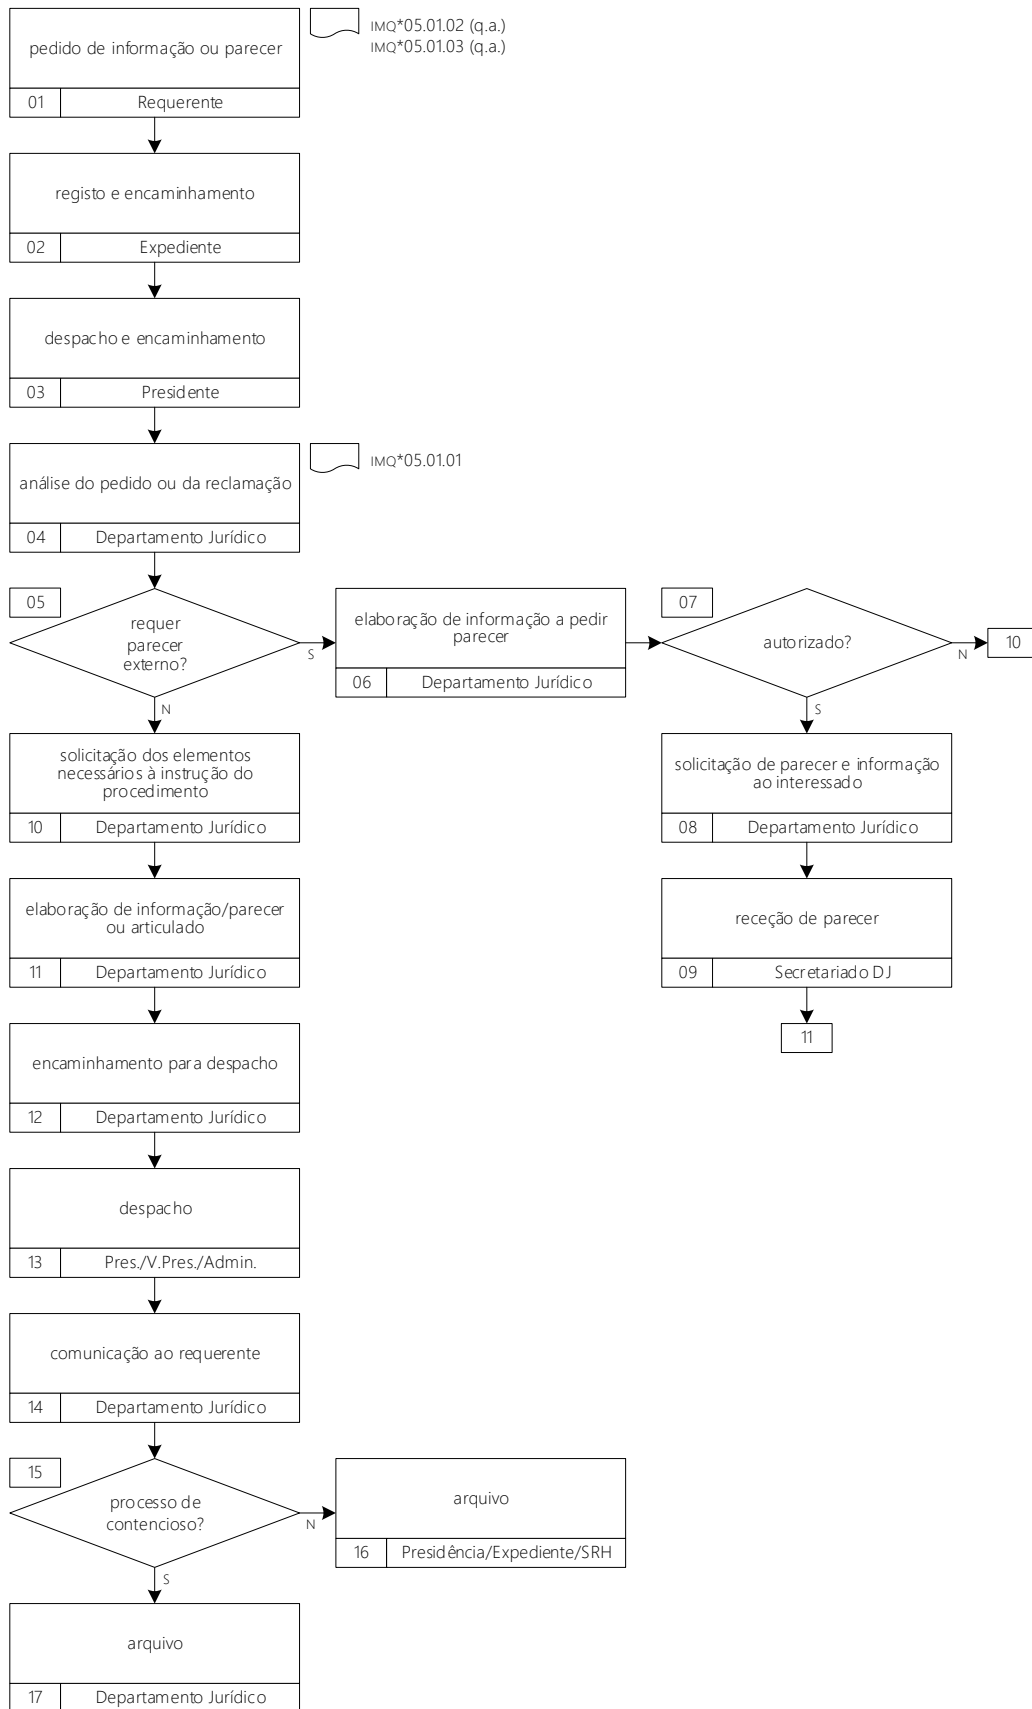 pedido de informação ou parecer
01 Requerente
IMQ*05.01.02 (q.a.)
IMQ*05.01.03 (q.a.)
registo e encaminhamento
02 Expediente
despacho e encaminhamento
03 Presidente
análise do pedido ou da reclamação
04 Departamento Jurídico
IMQ*05.01.01
05
requer
parecer
externo?
S
N
elaboração de informação a pedir
parecer
06 Departamento Jurídico
07
autorizado?
N
10
S
solicitação dos elementos
necessários à instrução do
procedimento
10 Departamento Jurídico
solicitação de parecer e informação
ao interessado
08 Departamento Jurídico
elaboração de informação/parecer
ou articulado
11 Departamento Jurídico
receção de parecer
09 Secretariado DJ
11
encaminhamento para despacho
12 Departamento Jurídico
despacho
13 Pres./V.Pres./Admin.
comunicação ao requerente
14 Departamento Jurídico
15
processo de
contencioso?
N
S
arquivo
16 Presidência/Expediente/SRH
arquivo
17 Departamento Jurídico